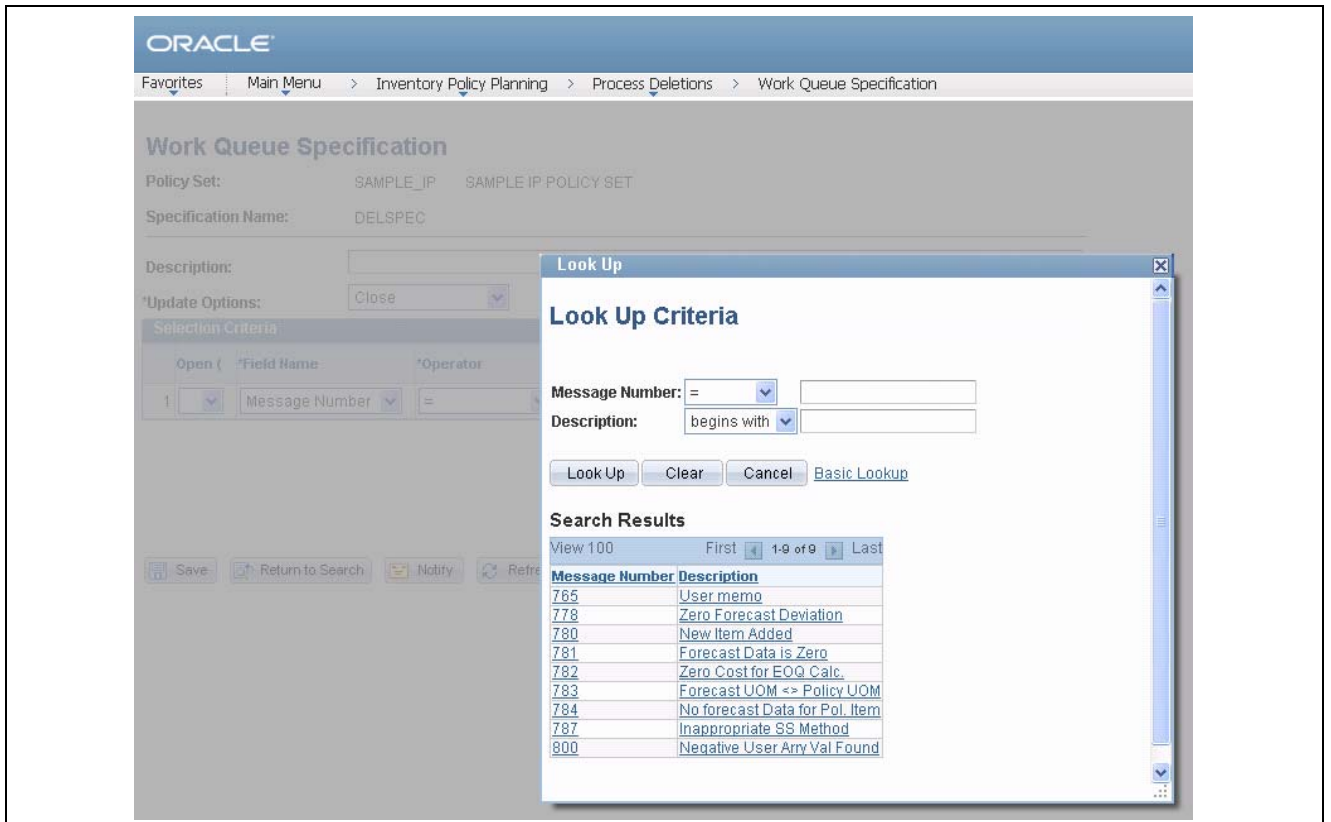 ORACLE
Favorites Main Menu > Inventory Policy Planning > Process Deletions > Work Queue Specification
Work Queue Specification
Policy Set: SAMPLE_IP SAMPLE IP POLICY SET
Specification Name: DELSPEC
Description:
*Update Options: Close
Selection Criteria
Open ( *Field Name *Operator
1 Message Number =
Save Return to Search Notify Refre
Look Up
Look Up Criteria
Message Number: =
Description: begins with
Look Up Clear Cancel Basic Lookup
Search Results
View 100 First 1-9 of 9 Last
Message Number Description
765 User memo
778 Zero Forecast Deviation
780 New Item Added
781 Forecast Data is Zero
782 Zero Cost for EOQ Calc.
783 Forecast UOM <> Policy UOM
784 No forecast Data for Pol. Item
787 Inappropriate SS Method
800 Negative User Arry Val Found